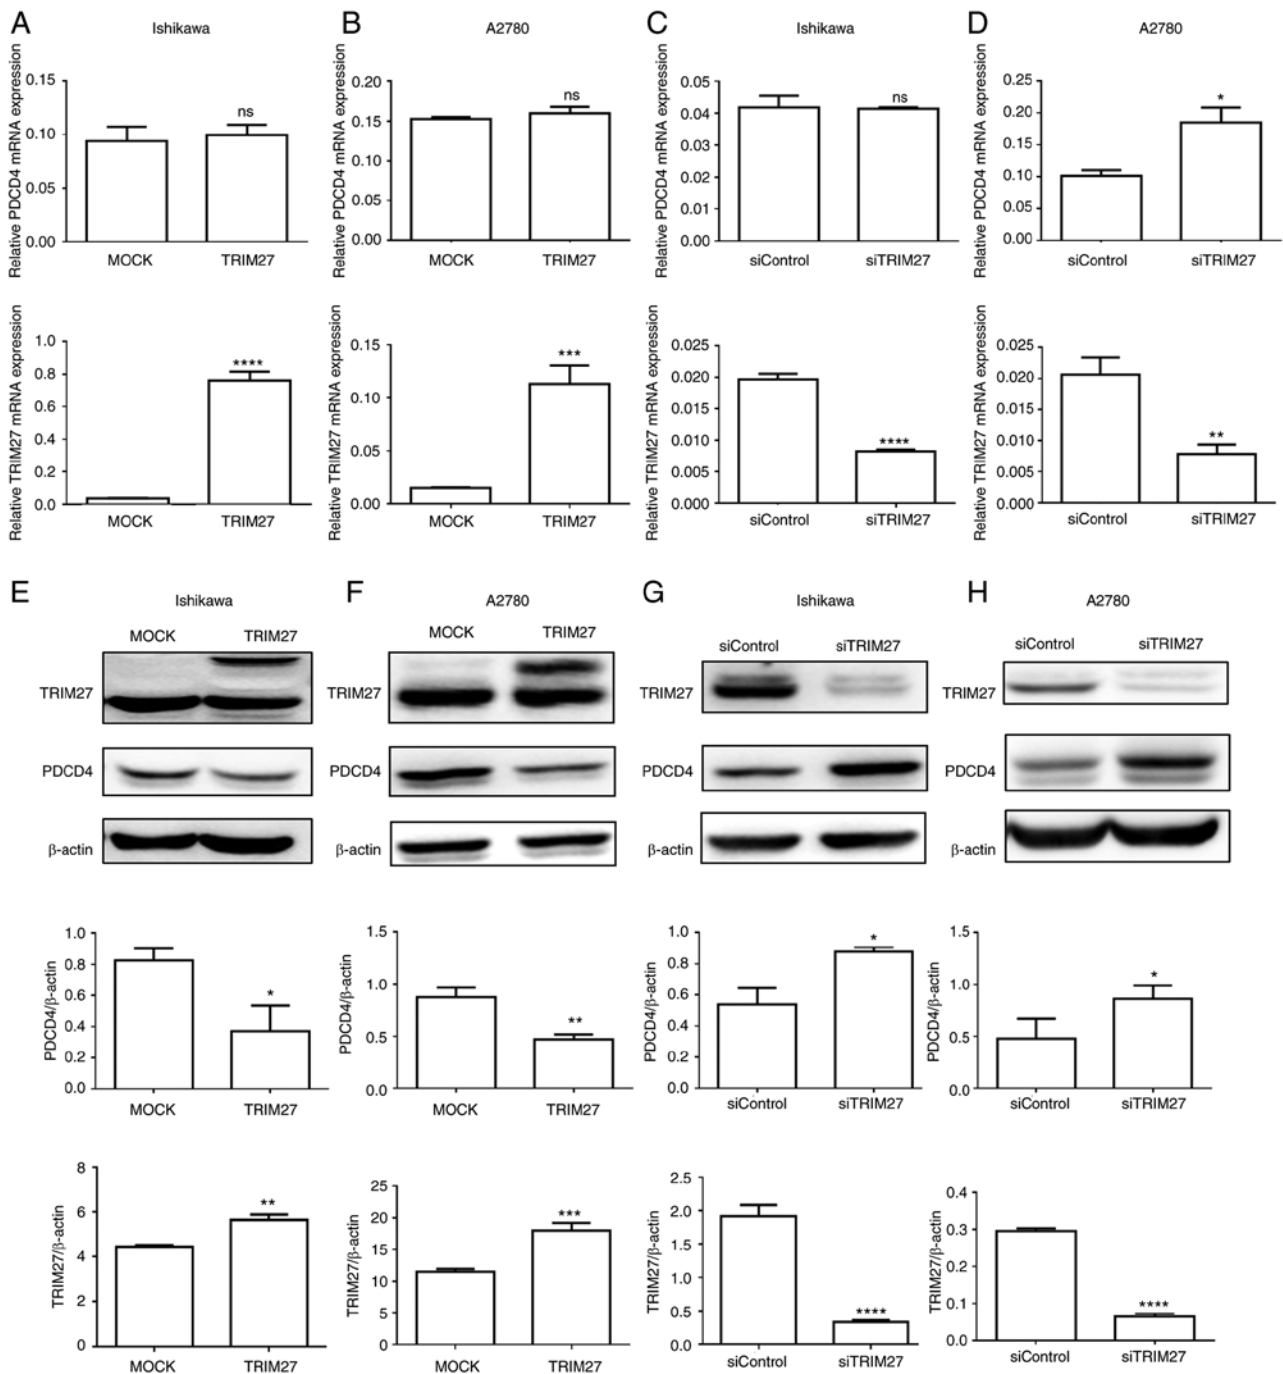 A
Ishikawa
Relative PDCD4 mRNA expression
0.15
0.10
0.05
0.00
ns
MOCK
TRIM27
B
A2780
Relative PDCD4 mRNA expression
0.20
0.15
0.10
0.05
0.00
ns
MOCK
TRIM27
C
Ishikawa
Relative PDCD4 mRNA expression
0.05
0.04
0.03
0.02
0.01
0.00
ns
siControl
siTRIM27
D
A2780
Relative PDCD4 mRNA expression
0.25
0.20
0.15
0.10
0.05
0.00
*
siControl
siTRIM27
Relative TRIM27 mRNA expression
1.0
0.8
0.6
0.4
0.2
0.0
****
MOCK
TRIM27
Relative TRIM27 mRNA expression
0.15
0.10
0.05
0.00
***
MOCK
TRIM27
Relative TRIM27 mRNA expression
0.025
0.020
0.015
0.010
0.005
0.000
****
siControl
siTRIM27
Relative TRIM27 mRNA expression
0.025
0.020
0.015
0.010
0.005
0.000
**
siControl
siTRIM27
E
Ishikawa
MOCK
TRIM27
TRIM27
PDCD4
β-actin
F
A2780
MOCK
TRIM27
TRIM27
PDCD4
β-actin
G
Ishikawa
siControl
siTRIM27
TRIM27
PDCD4
β-actin
H
A2780
siControl
siTRIM27
TRIM27
PDCD4
β-actin
PDCD4/β-actin
1.0
0.8
0.6
0.4
0.2
0.0
*
MOCK
TRIM27
PDCD4/β-actin
1.5
1.0
0.5
0.0
**
MOCK
TRIM27
PDCD4/β-actin
1.0
0.8
0.6
0.4
0.2
0.0
*
siControl
siTRIM27
PDCD4/β-actin
1.5
1.0
0.5
0.0
*
siControl
siTRIM27
TRIM27/β-actin
8
6
4
2
0
**
MOCK
TRIM27
TRIM27/β-actin
25
20
15
10
5
0
***
MOCK
TRIM27
TRIM27/β-actin
2.5
2.0
1.5
1.0
0.5
0.0
****
siControl
siTRIM27
TRIM27/β-actin
0.4
0.3
0.2
0.1
0.0
****
siControl
siTRIM27